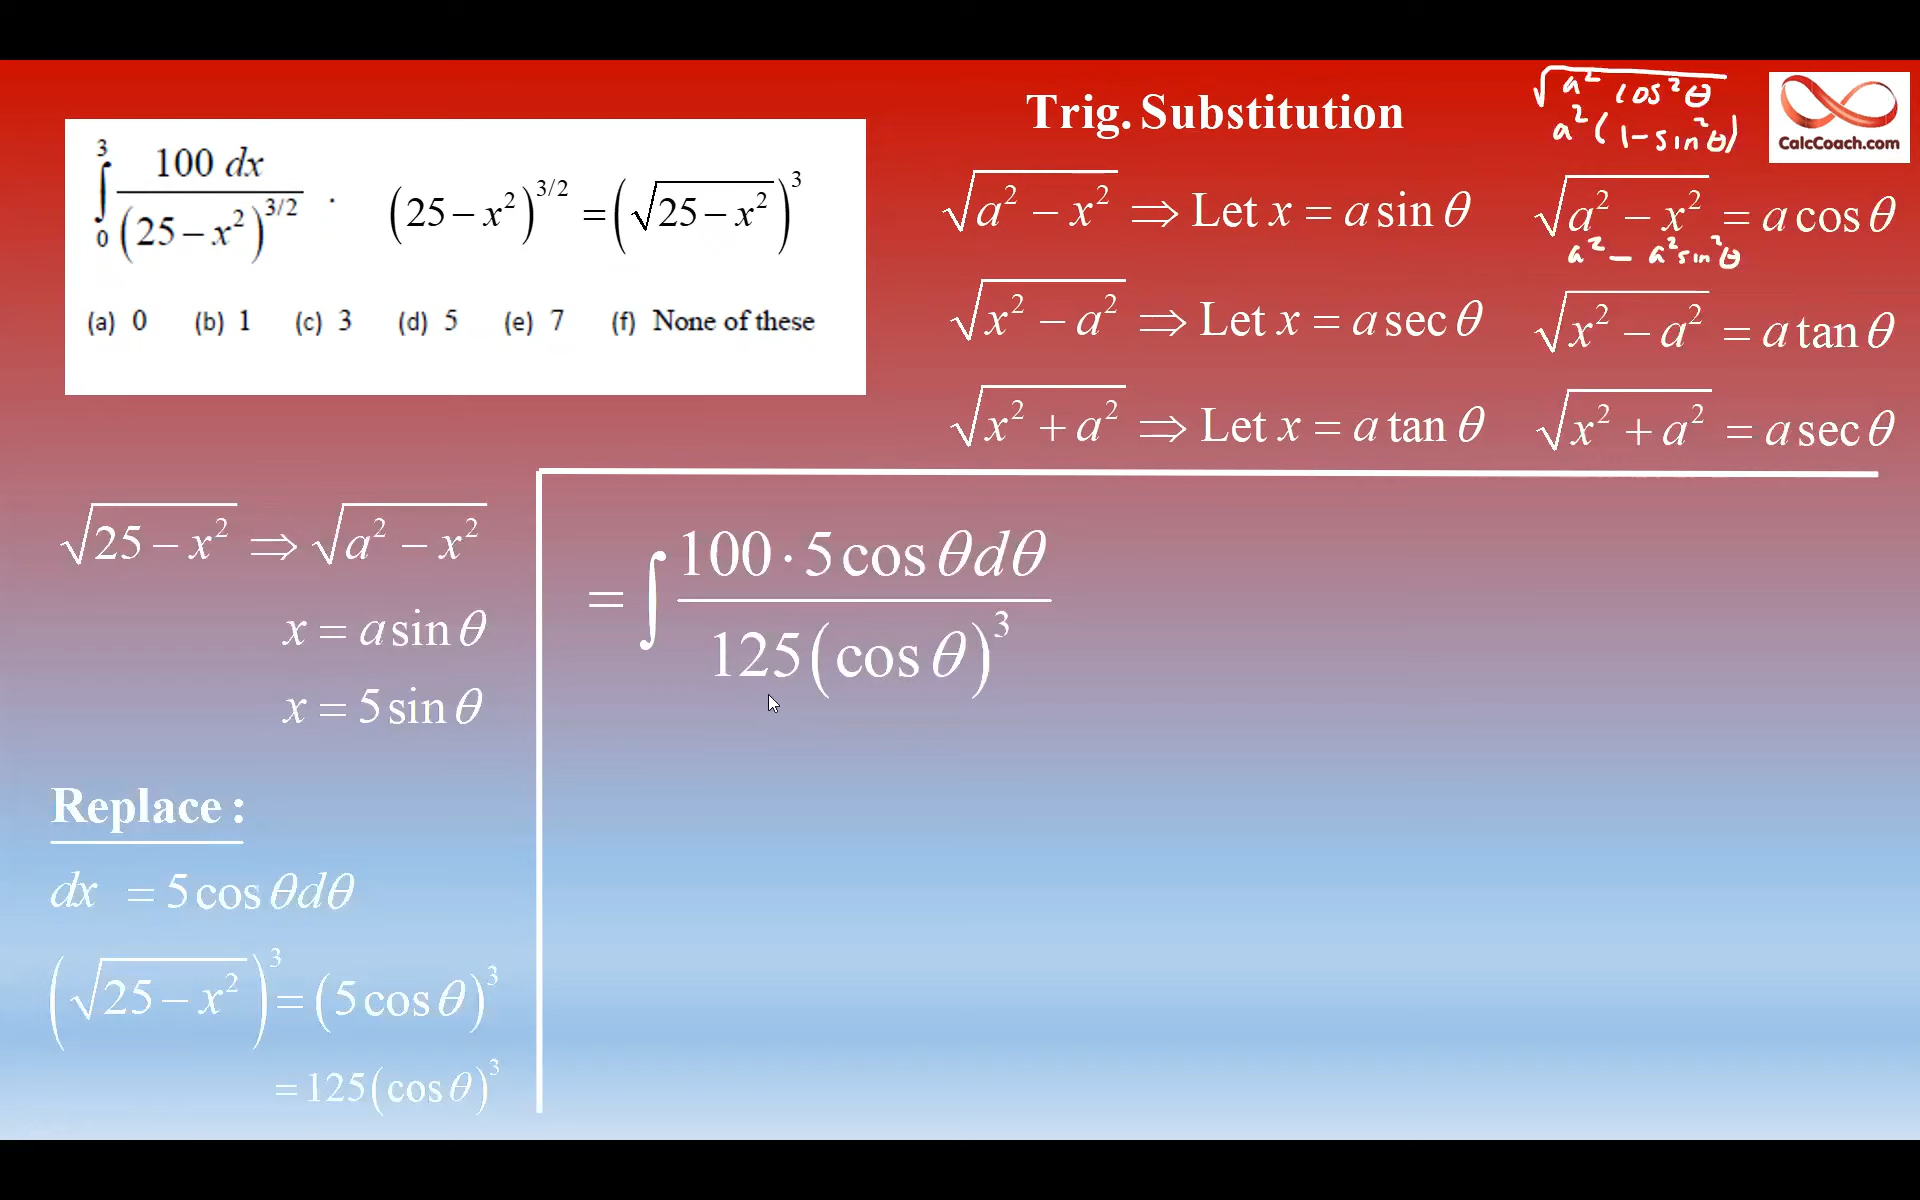 ∫₀³ 100 dx / (25 − x²)^{3/2} .
(25 − x²)^{3/2} = (√(25 − x²))³
(a) 0 (b) 1 (c) 3 (d) 5 (e) 7 (f) None of these
Trig. Substitution
√(a² cos²θ)
a²(1 − sin²θ)
CalcCoach.com
√(a² − x²) ⇒ Let x = a sin θ
√(a² − x²) = a cos θ
a² − a² sin²θ
√(x² − a²) ⇒ Let x = a sec θ
√(x² − a²) = a tan θ
√(x² + a²) ⇒ Let x = a tan θ
√(x² + a²) = a sec θ
√(25 − x²) ⇒ √(a² − x²)
x = a sin θ
x = 5 sin θ
Replace :
dx = 5 cos θdθ
(√(25 − x²))³ = (5 cos θ)³
= 125(cos θ)³
= ∫ 100 · 5 cos θdθ / 125(cos θ)³